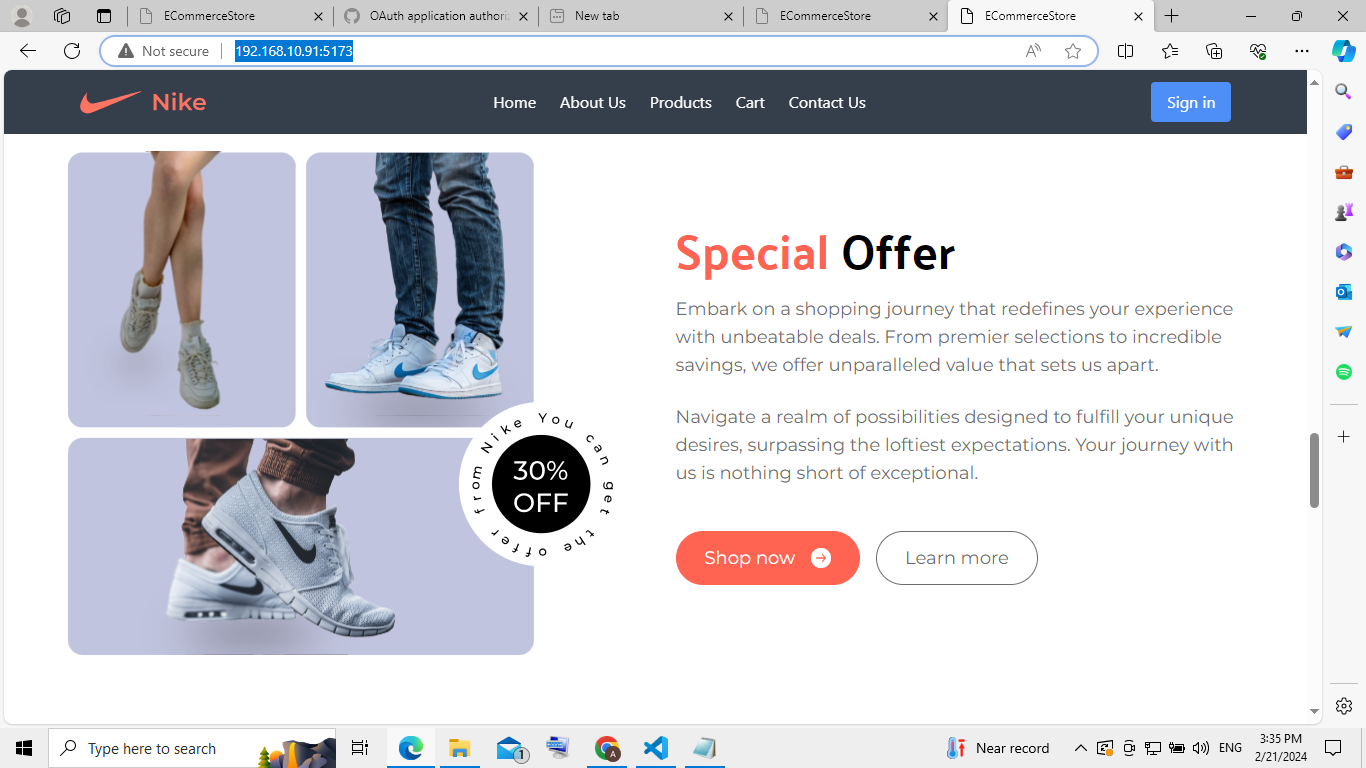 ECommerceStore
OAuth application authoriz
New tab
ECommerceStore
ECommerceStore
Not secure
192.168.10.91:5173
Nike
Home
About Us
Products
Cart
Contact Us
Sign in
Special Offer
Embark on a shopping journey that redefines your experience
with unbeatable deals. From premier selections to incredible
savings, we offer unparalleled value that sets us apart.
Navigate a realm of possibilities designed to fulfill your unique
desires, surpassing the loftiest expectations. Your journey with
us is nothing short of exceptional.
You can get the offer from Nike
30%
OFF
Shop now
Learn more
Type here to search
1
A
Near record
ENG
3:35 PM
2/21/2024